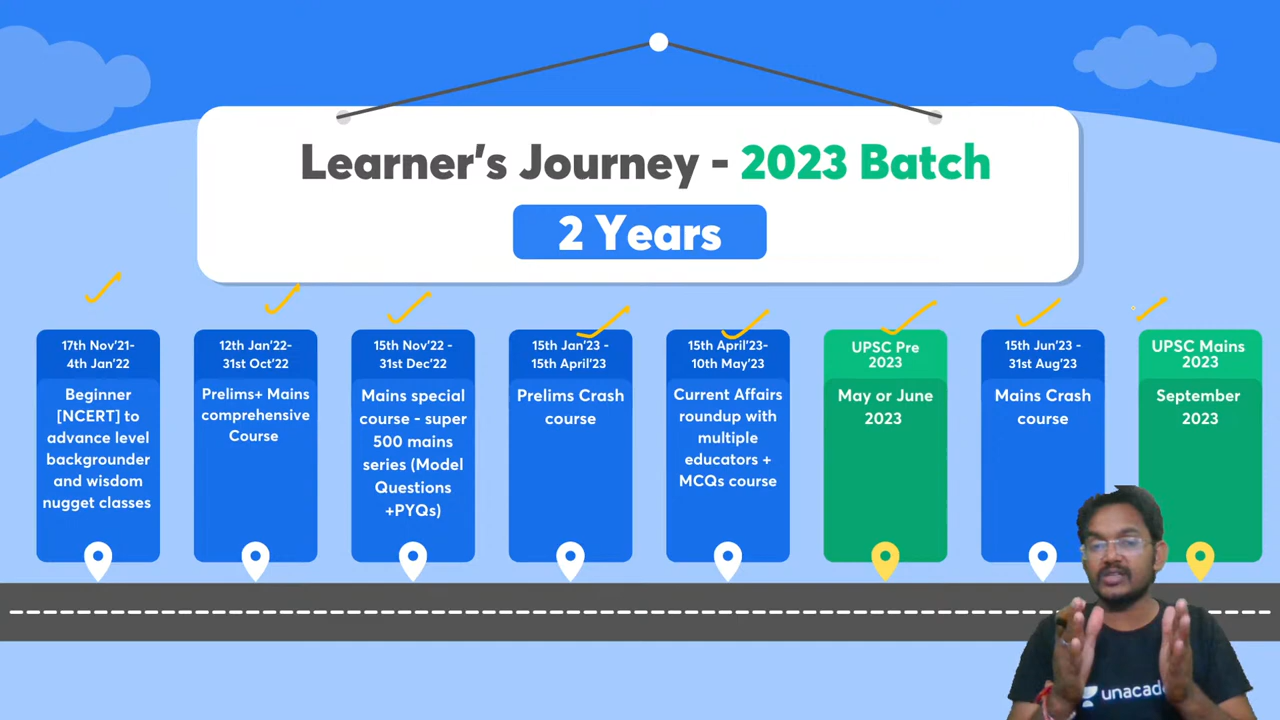 Learner's Journey - 2023 Batch
2 Years
17th Nov'21-
4th Jan'22
Beginner
[NCERT] to
advance level
backgrounder
and wisdom
nugget classes
12th Jan'22-
31st Oct'22
Prelims+ Mains
comprehensive
Course
15th Nov'22 -
31st Dec'22
Mains special
course - super
500 mains
series (Model
Questions
+PYQs)
15th Jan'23 -
15th April'23
Prelims Crash
course
15th April'23-
10th May'23
Current Affairs
roundup with
multiple
educators +
MCQs course
UPSC Pre
2023
May or June
2023
15th Jun'23 -
31st Aug'23
Mains Crash
course
UPSC Mains
2023
September
2023
unacade